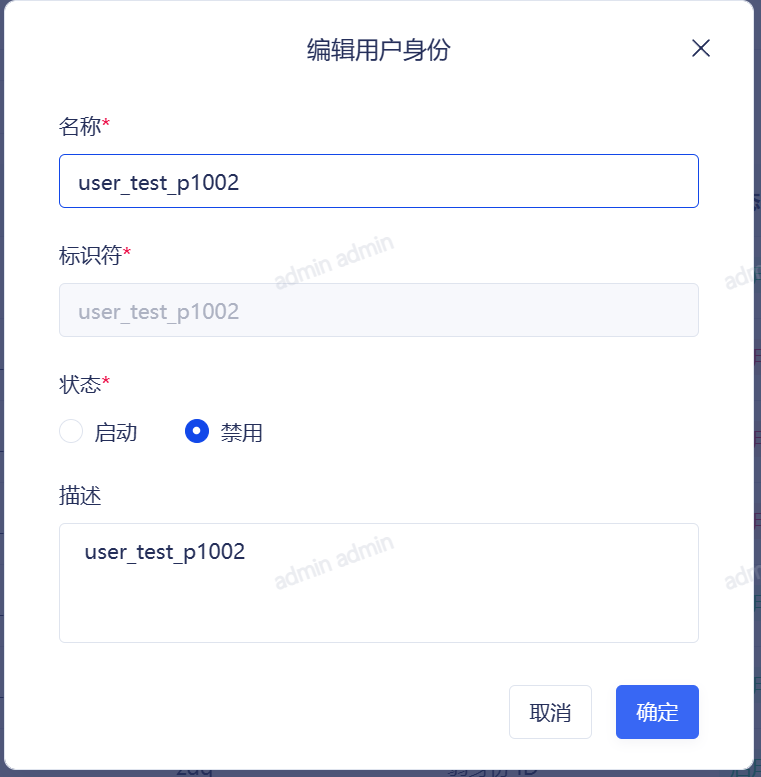 编辑用户身份
名称*
user_test_p1002
标识符*
admin admin
user_test_p1002
状态*
启动
禁用
描述
user_test_p1002
admin admin
取消
确定